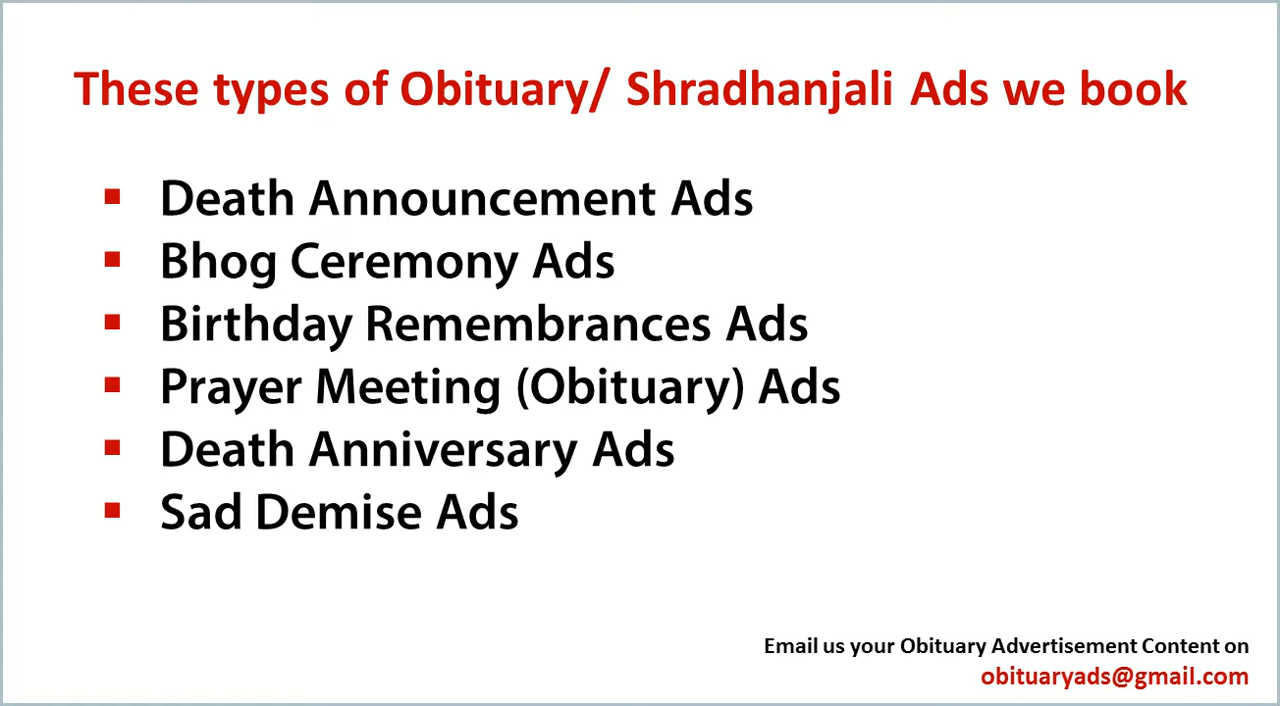 These types of Obituary/ Shradhanjali Ads we book
Death Announcement Ads
Bhog Ceremony Ads
Birthday Remembrances Ads
Prayer Meeting (Obituary) Ads
Death Anniversary Ads
Sad Demise Ads
Email us your Obituary Advertisement Content on
obituaryads@gmail.com